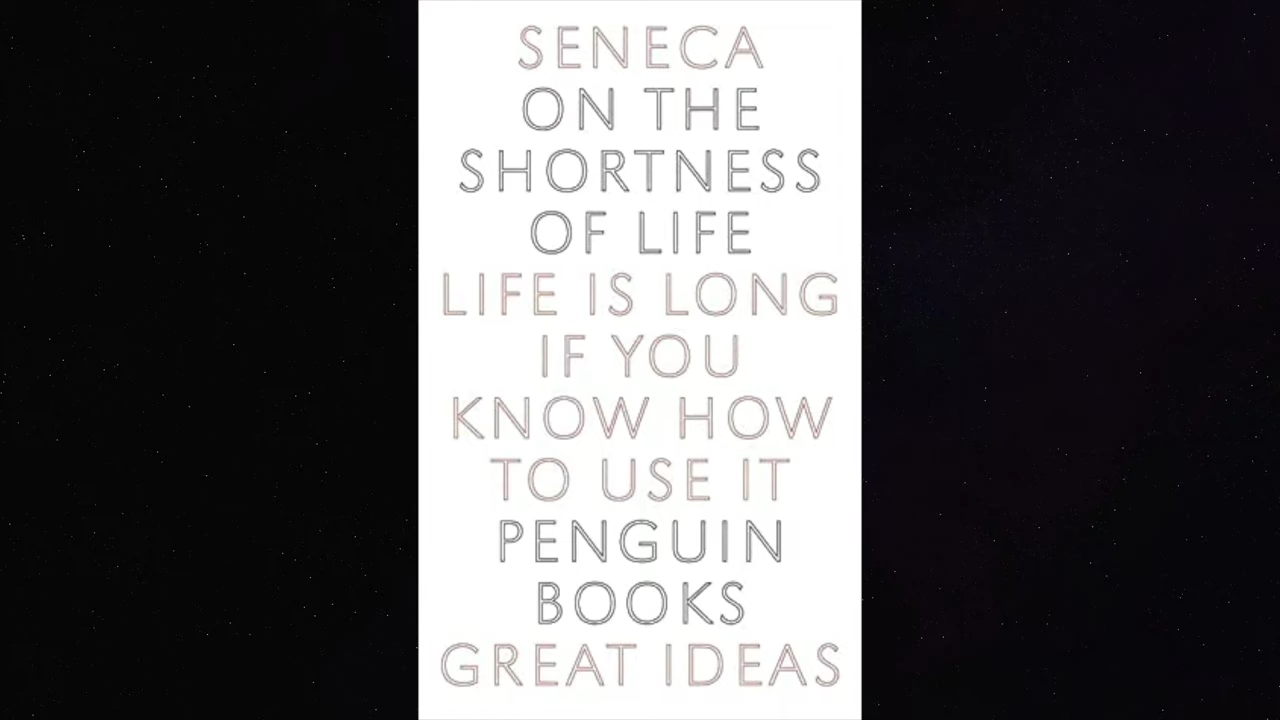 SENECA
ON THE
SHORTNESS
OF LIFE
LIFE IS LONG
IF YOU
KNOW HOW
TO USE IT
PENGUIN
BOOKS
GREAT IDEAS